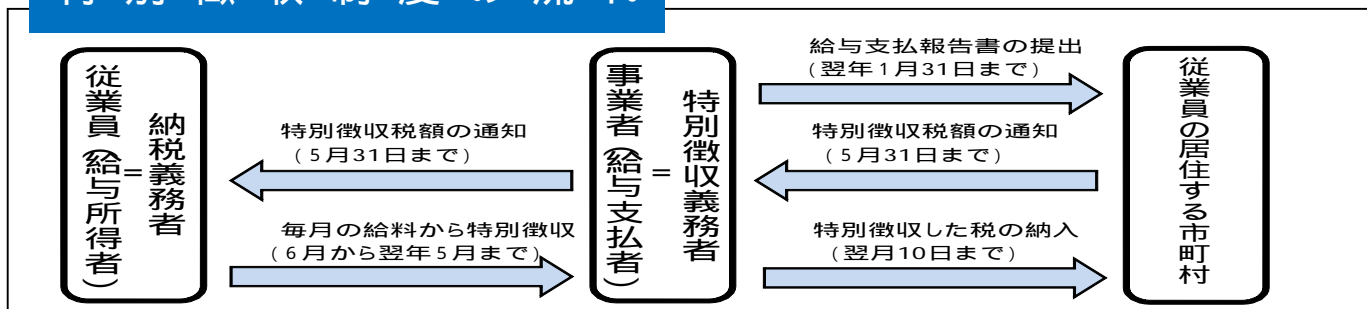 特別徴収制度の流れ
従業員（給与所得者）
＝
納税義務者
特別徴収税額の通知
（5月31日まで）
毎月の給料から特別徴収
（6月から翌年5月まで）
事業者（給与支払者）
＝
特別徴収義務者
給与支払報告書の提出
（翌年1月31日まで）
特別徴収税額の通知
（5月31日まで）
特別徴収した税の納入
（翌月10日まで）
従業員の居住する市町村